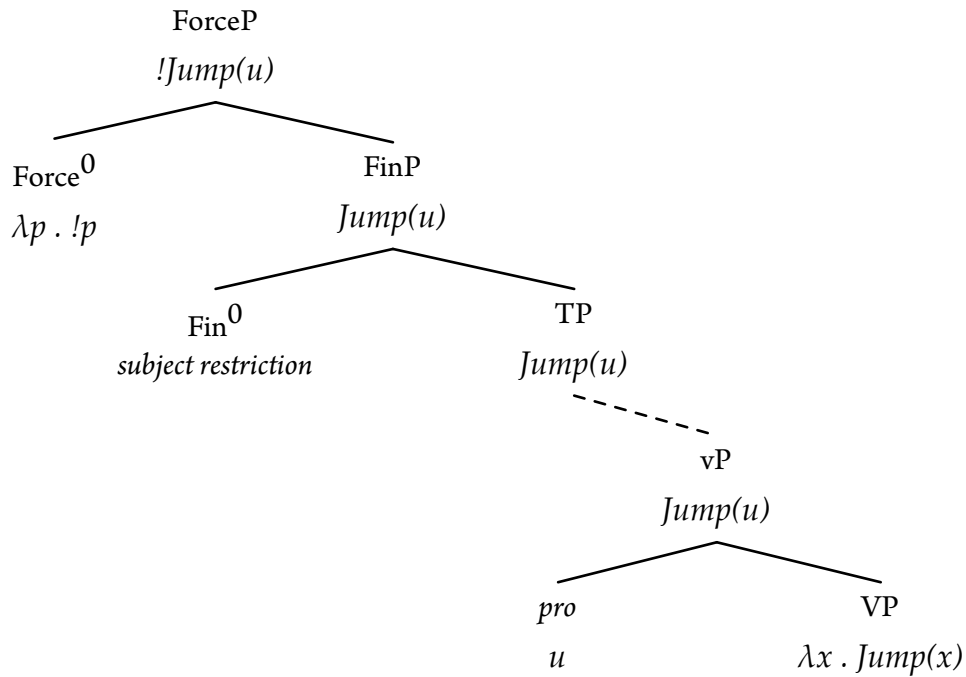 ForceP
!Jump(u)
Force⁰ FinP
λp . !p Jump(u)
Fin⁰ TP
subject restriction Jump(u)
vP
Jump(u)
pro VP
u λx . Jump(x)